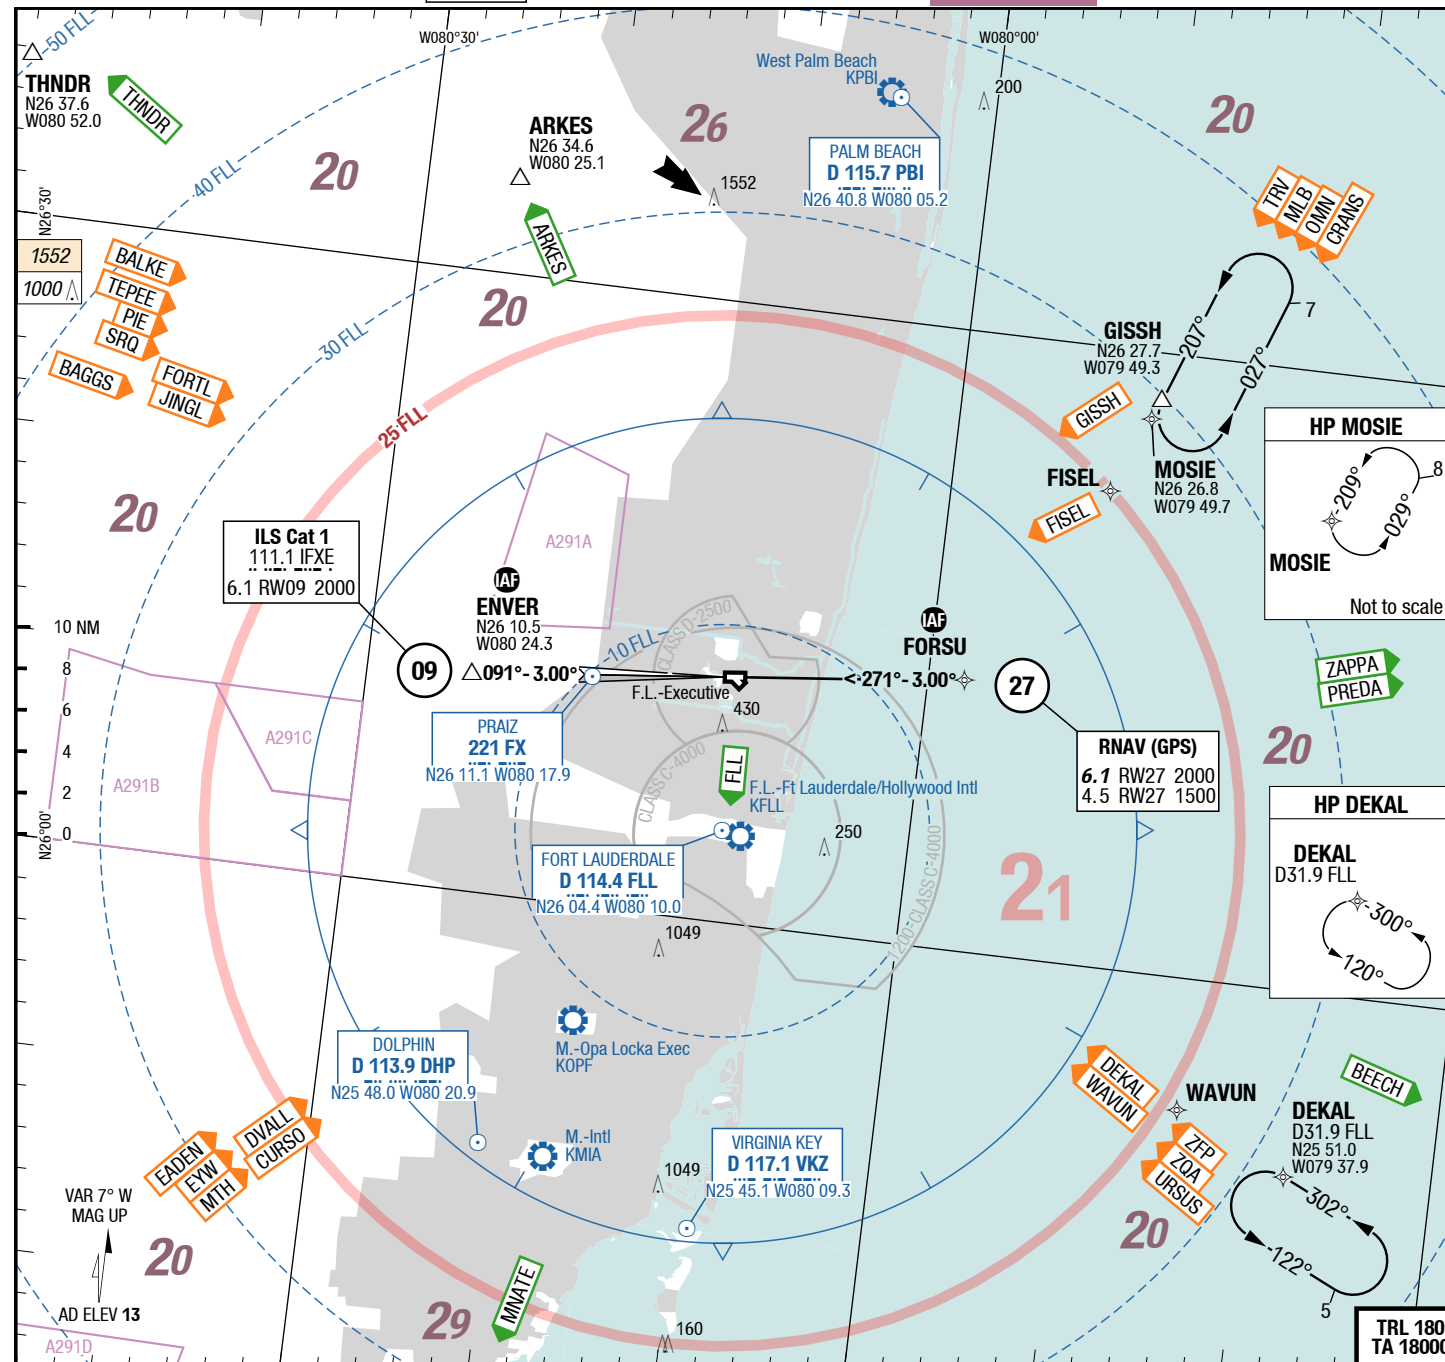 50 FLL
W080°30'
W080°00'
THNDR
N26 37.6
W080 52.0
THNDR
20
40 FLL
ARKES
N26 34.6
W080 25.1
ARKES
26
1552
West Palm Beach
KPBI
PALM BEACH
D 115.7 PBI
N26 40.8 W080 05.2
200
20
TRV
MLB
OMN
CRANS
N26°30'
1552
1000
BALKE
TEPEE
PIE
SRQ
BAGGS
FORTL
JINGL
20
30 FLL
25 FLL
GISSH
N26 27.7
W079 49.3
GISSH
207°
027°
7
MOSIE
N26 26.8
W079 49.7
FISEL
FISEL
HP MOSIE
209°
029°
8
MOSIE
Not to scale
20
ILS Cat 1
111.1 IFXE
6.1 RW09 2000
A291A
IAF
ENVER
N26 10.5
W080 24.3
09
091°- 3.00°
10 FLL
CLASS D-2500
F.L.-Executive
430
IAF
FORSU
271°- 3.00°
27
RNAV (GPS)
6.1 RW27 2000
4.5 RW27 1500
ZAPPA
PREDA
20
10 NM
8
6
4
2
0
N26°00'
A291B
A291C
PRAIZ
221 FX
N26 11.1 W080 17.9
FLL
CLASS C-4000
F.L.-Ft Lauderdale/Hollywood Intl
KFLL
FORT LAUDERDALE
D 114.4 FLL
N26 04.4 W080 10.0
250
1200-CLASS C-4000
21
HP DEKAL
DEKAL
D31.9 FLL
300°
120°
1049
M.-Opa Locka Exec
KOPF
DOLPHIN
D 113.9 DHP
N25 48.0 W080 20.9
M.-Intl
KMIA
VIRGINIA KEY
D 117.1 VKZ
N25 45.1 W080 09.3
1049
DEKAL
WAVUN
WAVUN
ZFP
ZQA
URSUS
20
BEECH
DEKAL
D31.9 FLL
N25 51.0
W079 37.9
302°
122°
5
DVALL
CURSO
EADEN
EYW
MTH
VAR 7° W
MAG UP
20
AD ELEV 13
A291D
29
MNATE
160
TRL 180
TA 18000